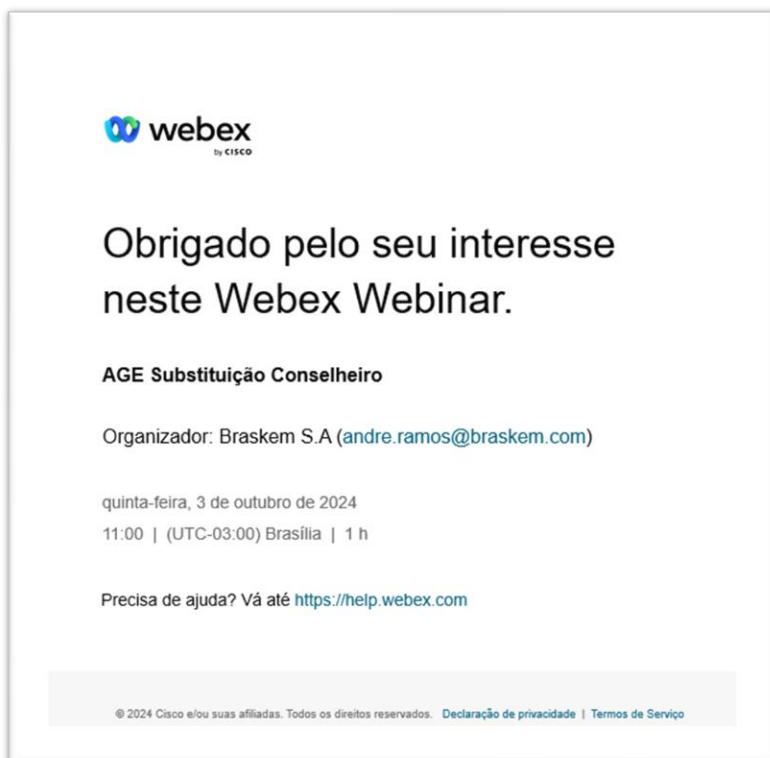 webex
by CISCO
Obrigado pelo seu interesse
neste Webex Webinar.
AGE Substituição Conselheiro
Organizador: Braskem S.A (andre.ramos@braskem.com)
quinta-feira, 3 de outubro de 2024
11:00 | (UTC-03:00) Brasília | 1 h
Precisa de ajuda? Vá até https://help.webex.com
© 2024 Cisco e/ou suas afiliadas. Todos os direitos reservados. Declaração de privacidade | Termos de Serviço